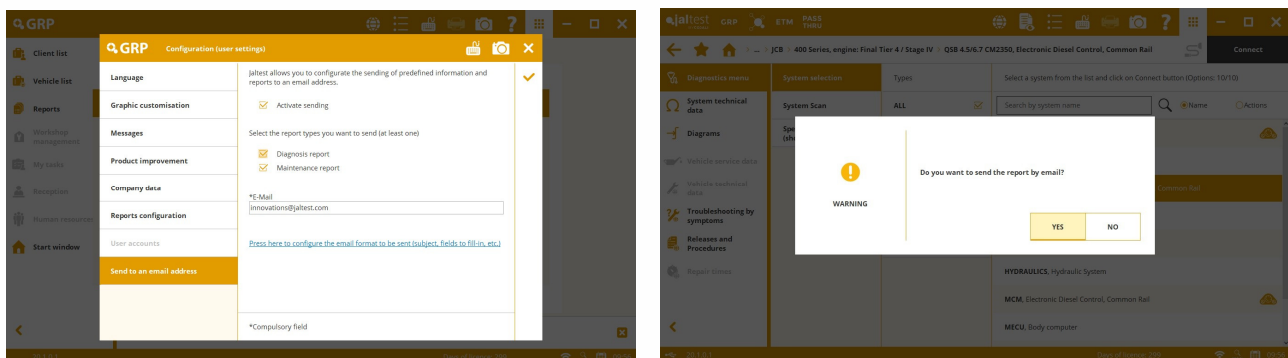 GRP
?
Client list
Vehicle list
Reports
Workshop
management
My tasks
Reception
Human resources
Start window
GRP
Configuration (user
settings)
Language
Graphic customisation
Messages
Product improvement
Company data
Reports configuration
User accounts
Send to an email address
Jaltest allows you to configurate the sending of predefined information and
reports to an email address.
Activate sending
Select the report types you want to send (at least one)
Diagnosis report
Maintenance report
*E-Mail
innovations@jaltest.com
Press here to configure the email format to be sent (subject, fields to fill-in, etc.)
*Compulsory field
20.1.0.1
jaltest GRP ETM PASS
THRU
?
JCB 400 Series, engine: Final Tier 4 / Stage IV QSB 4.5/6.7 CM2350, Electronic Diesel Control, Common Rail
Connect
Diagnostics menu
System technical
data
Diagrams
Vehicle service data
Vehicle technical
data
Troubleshooting by
symptoms
Releases and
Procedures
Repair times
System selection
System Scan
Types
ALL
Select a system from the list and click on Connect button (Options: 10/10)
Search by system name
Name
Actions
WARNING
Do you want to send the report by email?
YES
NO
Common Rail
HYDRAULICS, Hydraulic System
MCM, Electronic Diesel Control, Common Rail
MECU, Body computer
20.1.0.1